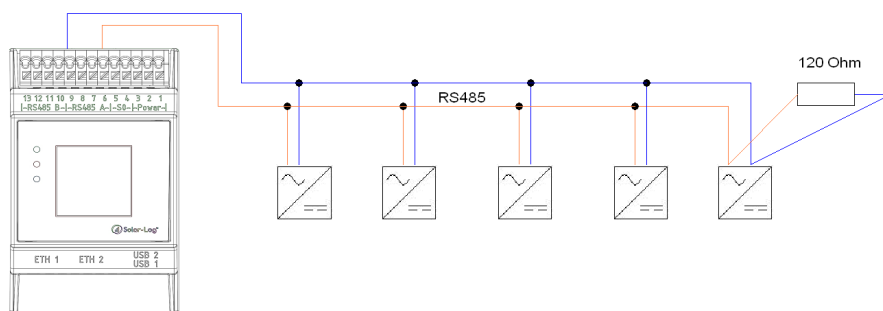 120 Ohm
RS485
13 12 11 10 9 8 7 6 5 4 3 2 1
|-RS485 B-|-RS485 A-|-S0-|-Power-|
Solar-Log®
ETH 1 ETH 2 USB 2
USB 1